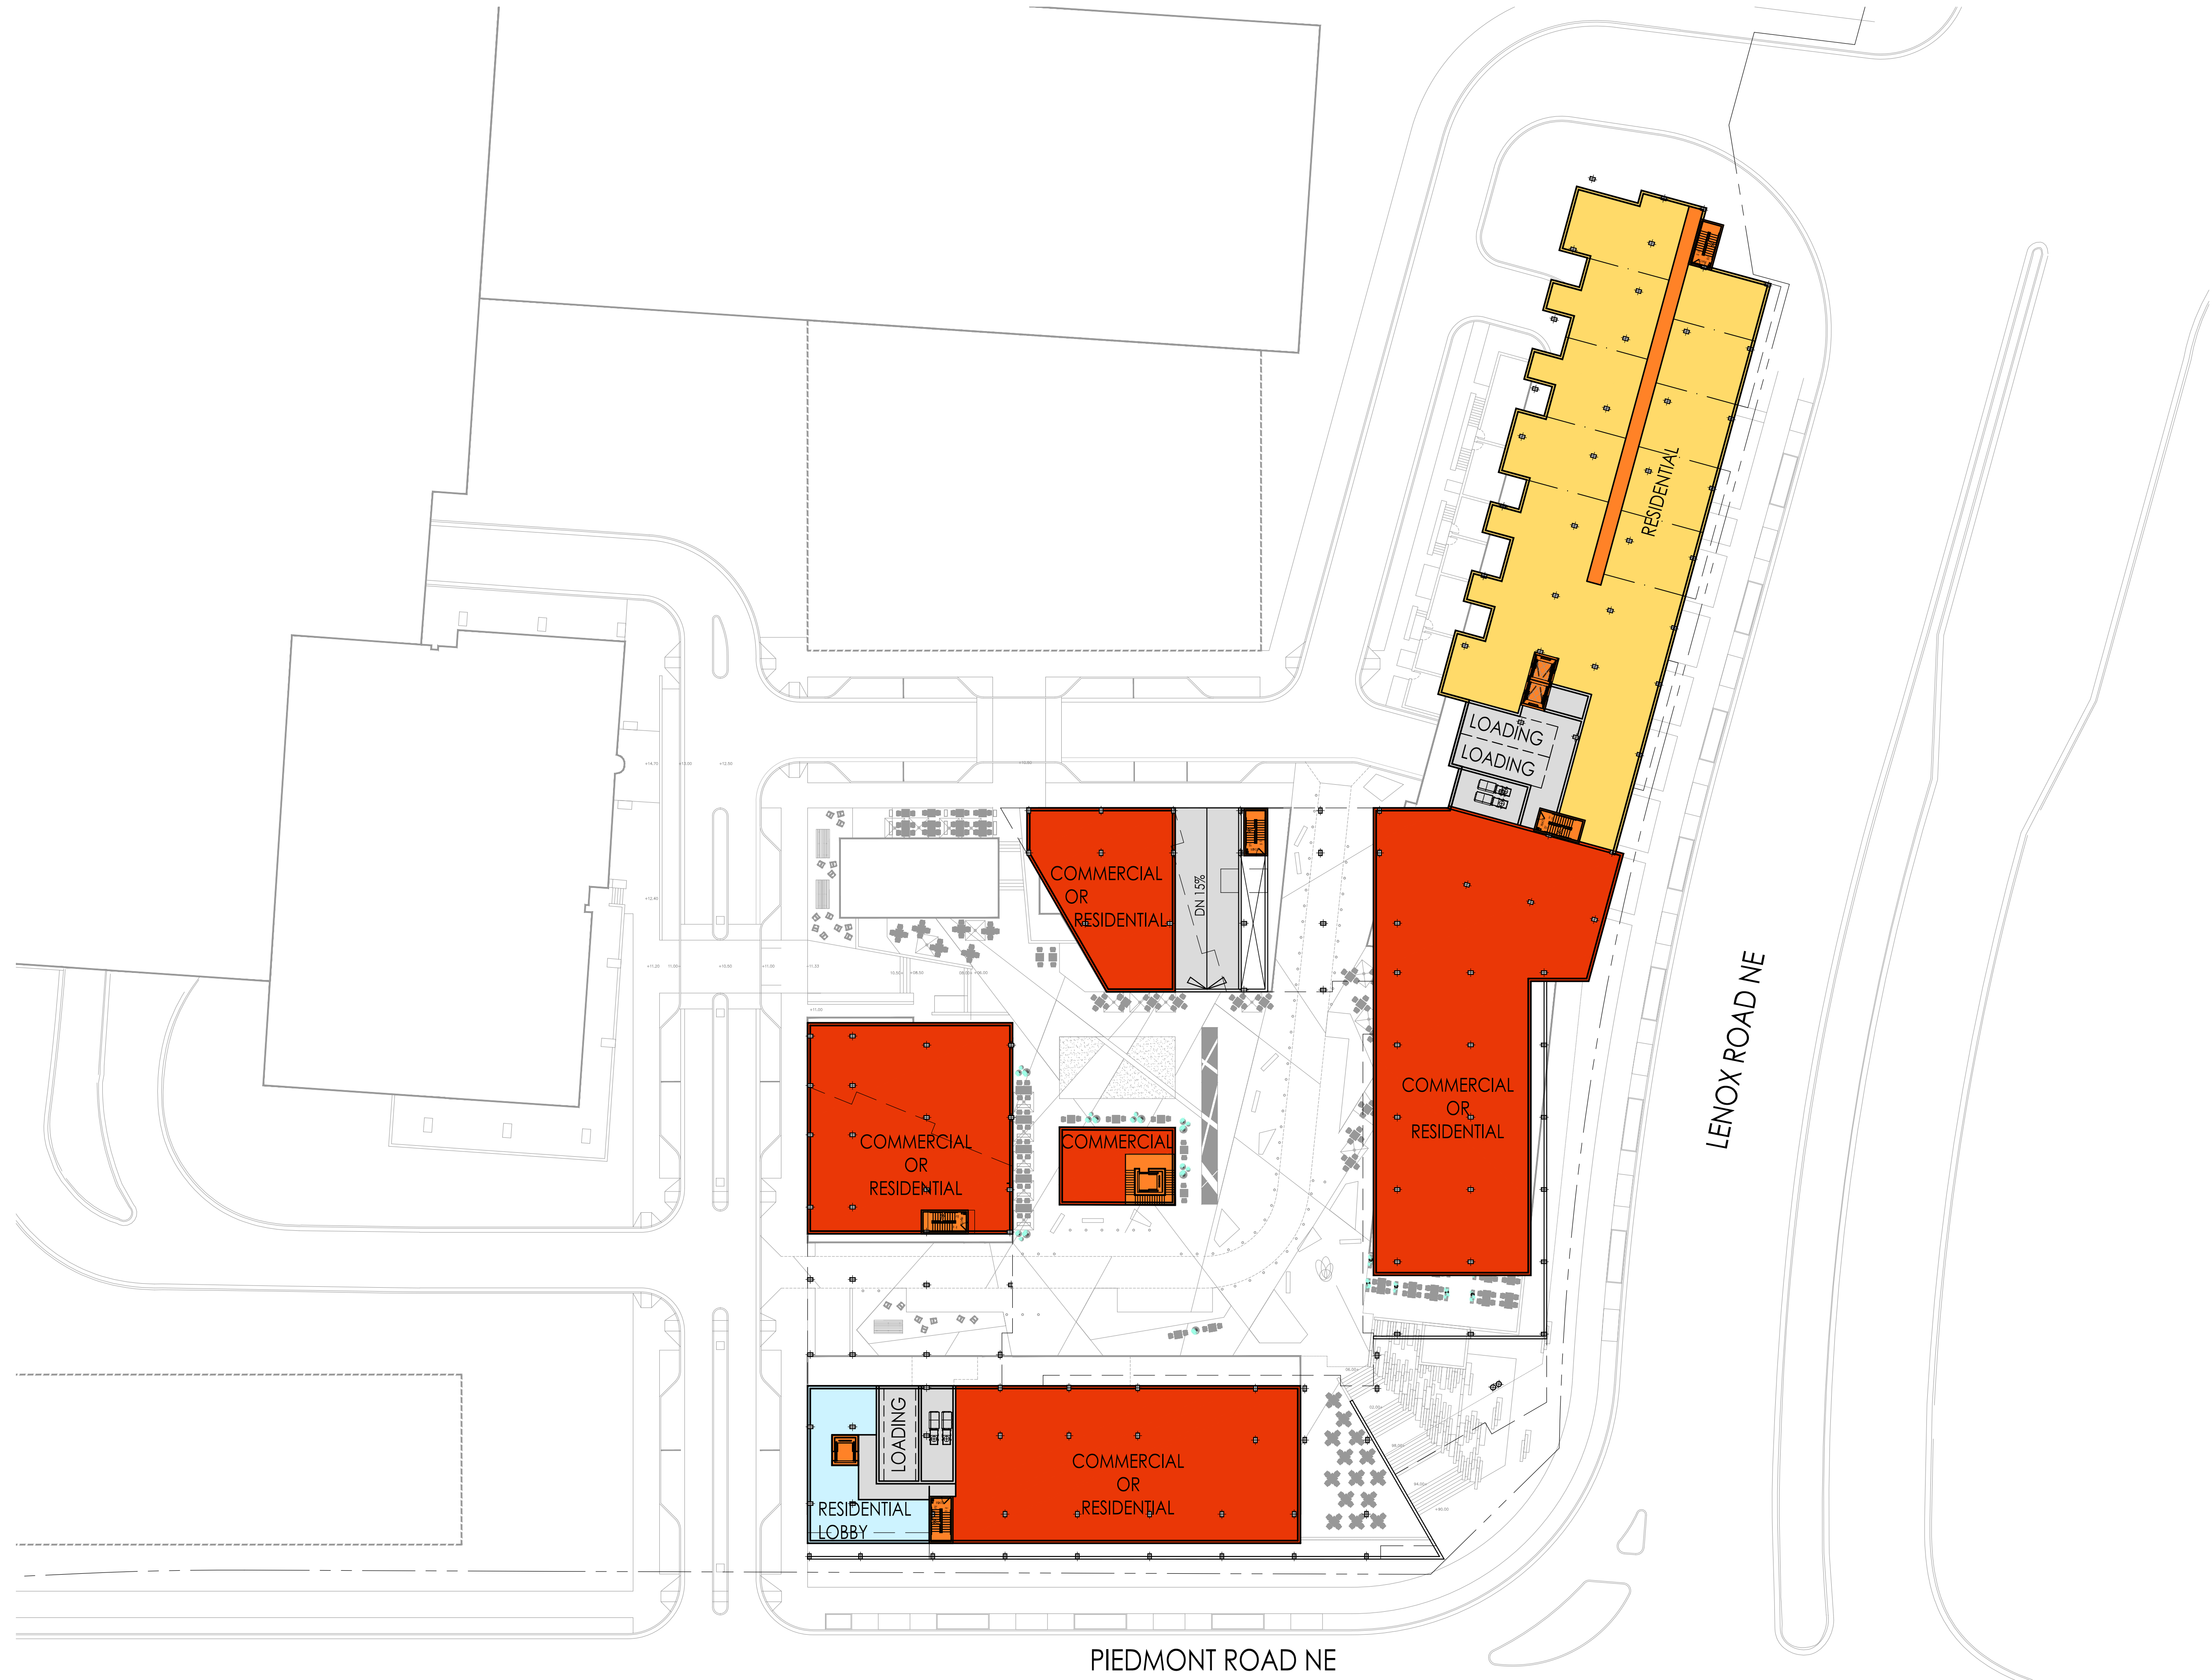 RESIDENTIAL
LOADING
LOADING
COMMERCIAL
OR
RESIDENTIAL
DN 15%
COMMERCIAL
OR
RESIDENTIAL
COMMERCIAL
OR
RESIDENTIAL
COMMERCIAL
LENOX ROAD NE
LOADING
RESIDENTIAL
LOBBY
COMMERCIAL
OR
RESIDENTIAL
PIEDMONT ROAD NE